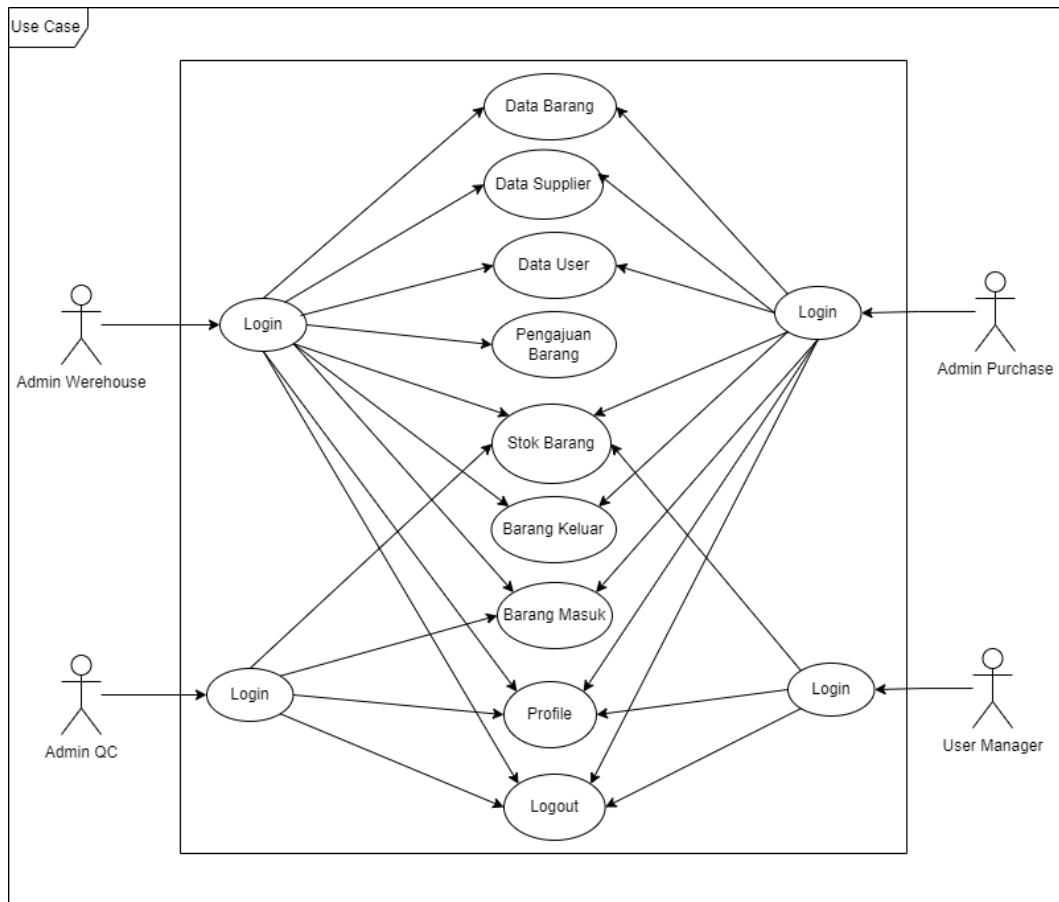 Use Case
Data Barang
Data Supplier
Data User
Login
Login
Pengajuan
Barang
Admin Werehouse
Admin Purchase
Stok Barang
Barang Keluar
Barang Masuk
Login
Login
Profile
Admin QC
User Manager
Logout